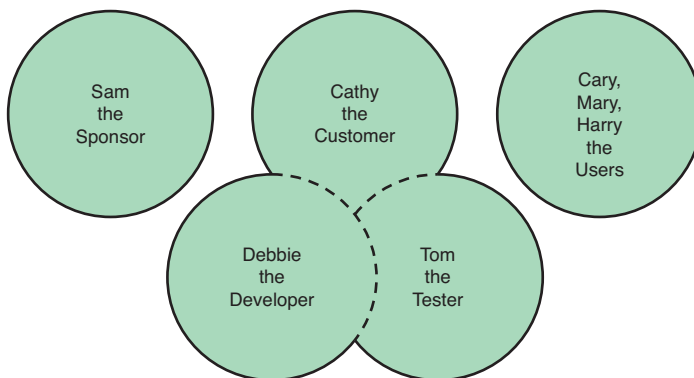 Sam
the
Sponsor
Cathy
the
Customer
Cary,
Mary,
Harry
the
Users
Debbie
the
Developer
Tom
the
Tester